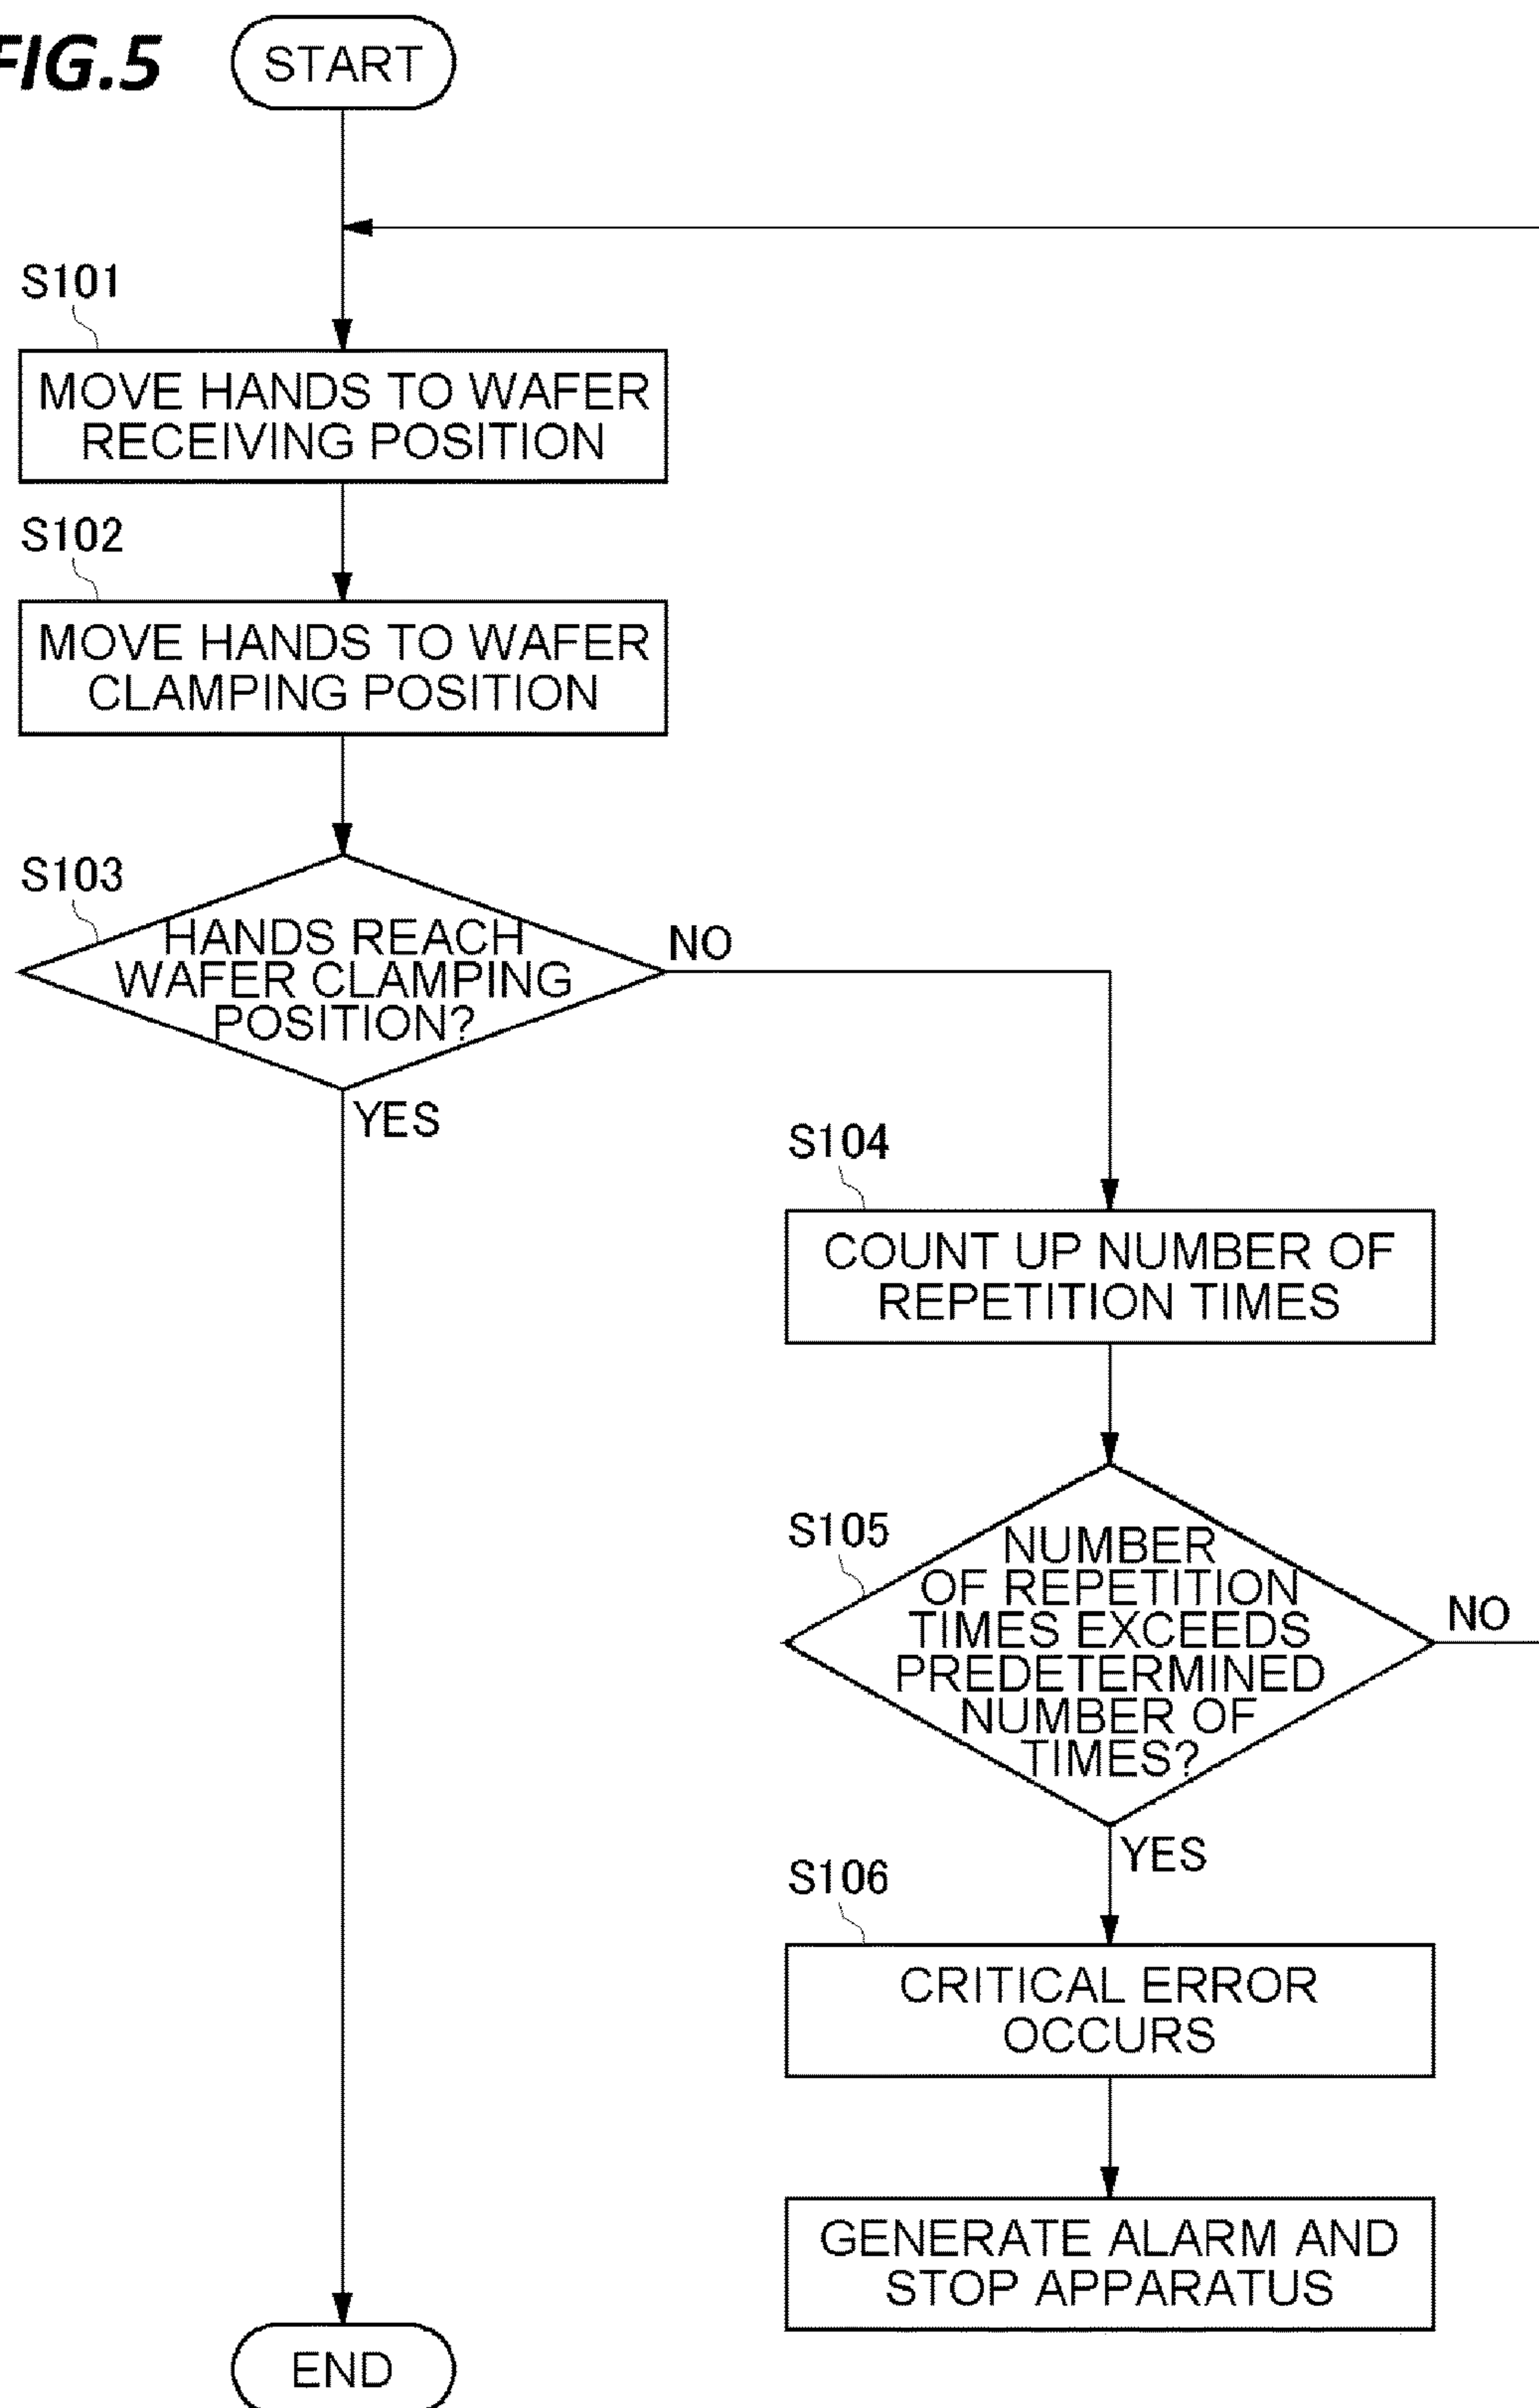 FIG.5
START
S101
MOVE HANDS TO WAFER
RECEIVING POSITION
S102
MOVE HANDS TO WAFER
CLAMPING POSITION
S103
HANDS REACH
WAFER CLAMPING
POSITION?
NO
YES
S104
COUNT UP NUMBER OF
REPETITION TIMES
S105
NUMBER
OF REPETITION
TIMES EXCEEDS
PREDETERMINED
NUMBER OF
TIMES?
NO
YES
S106
CRITICAL ERROR
OCCURS
GENERATE ALARM AND
STOP APPARATUS
END